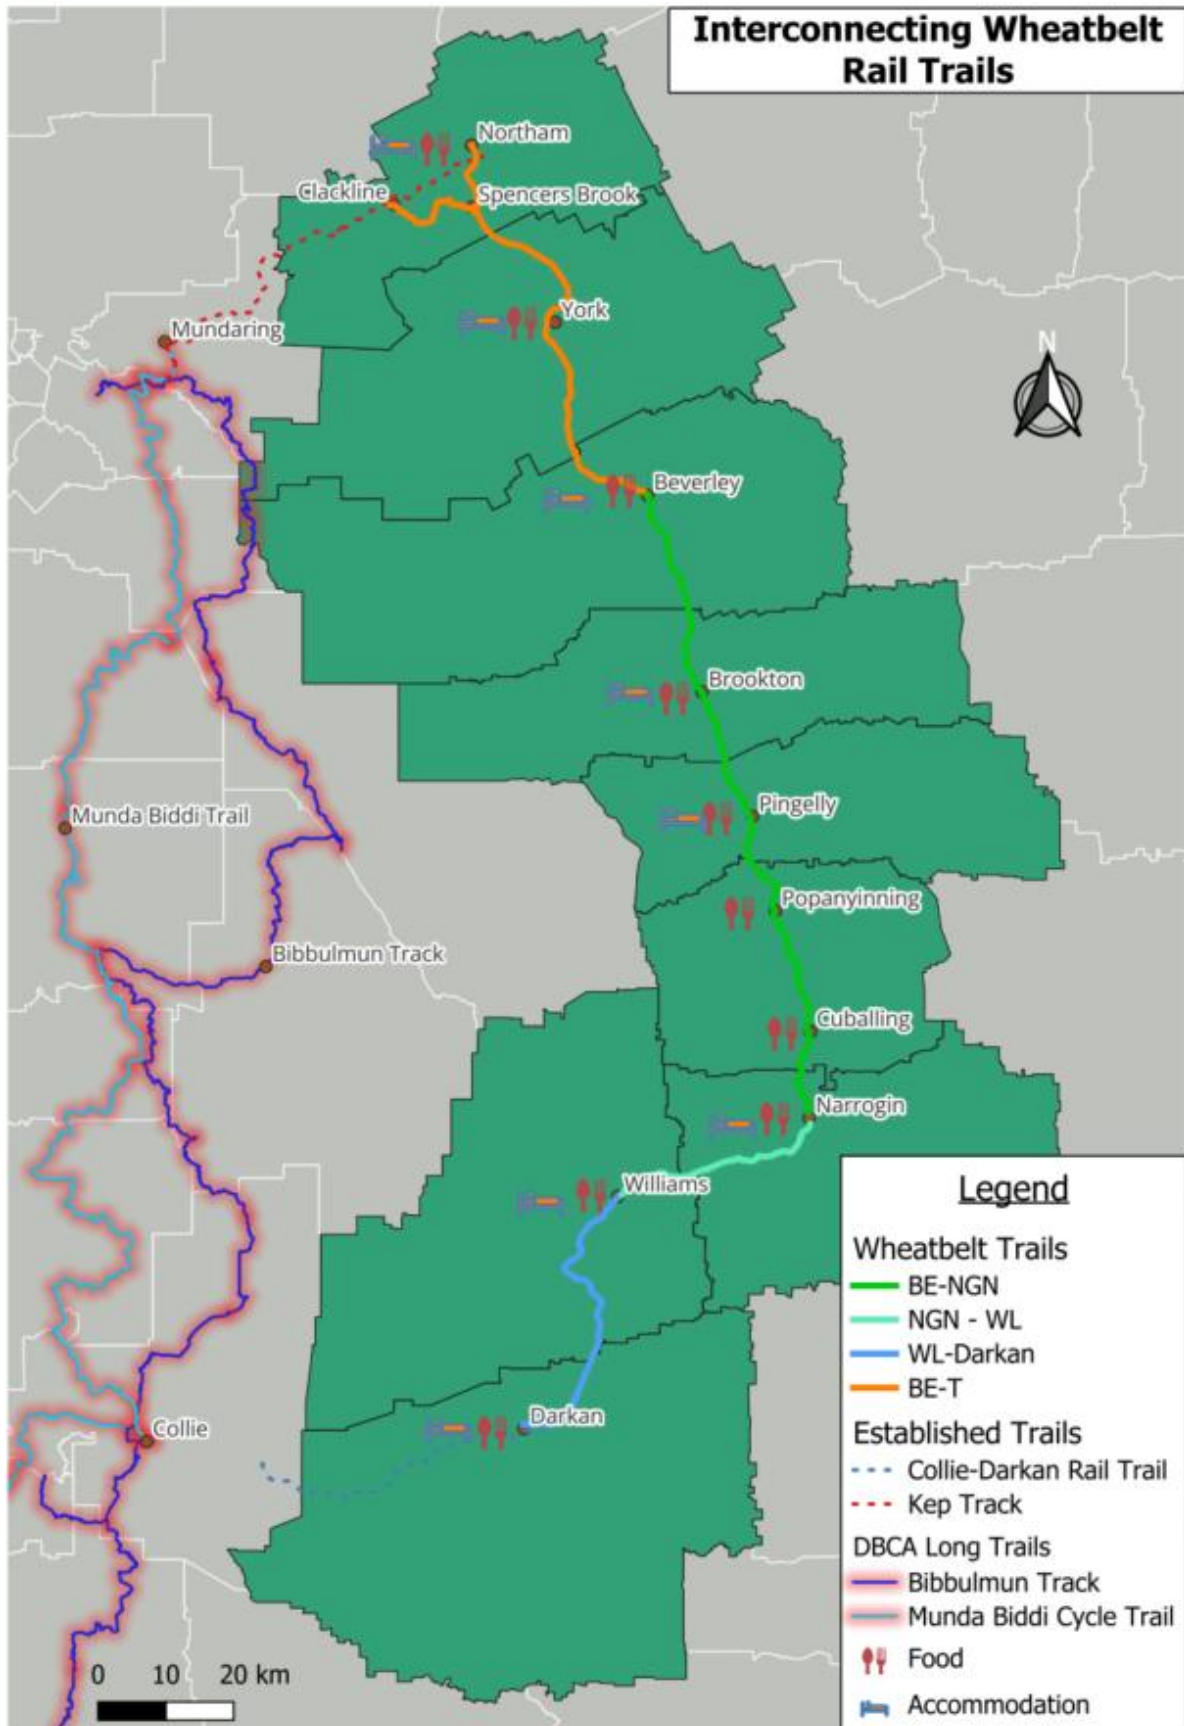 Interconnecting Wheatbelt
Rail Trails
Northam
Clackline
Spencers Brook
York
Mundaring
N
Beverley
Brookton
Pingelly
Munda Biddi Trail
Popanyinning
Bibbulmun Track
Cuballing
Narrogin
Williams
Darkan
Collie
Legend
Wheatbelt Trails
BE-NGN
NGN - WL
WL-Darkan
BE-T
Established Trails
Collie-Darkan Rail Trail
Kep Track
DBCA Long Trails
Bibbulmun Track
Munda Biddi Cycle Trail
Food
Accommodation
0 10 20 km